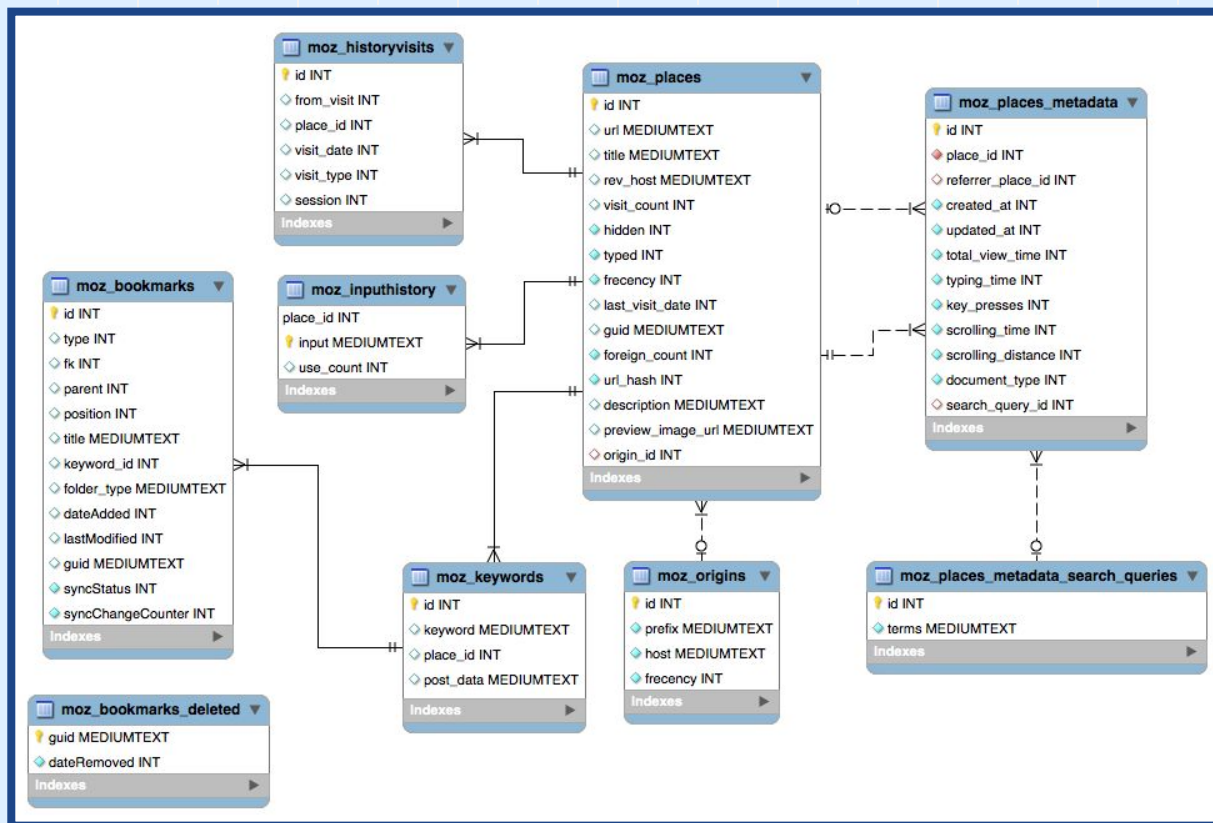 moz_historyvisits
id INT
from_visit INT
place_id INT
visit_date INT
visit_type INT
session INT
Indexes
moz_places
id INT
url MEDIUMTEXT
title MEDIUMTEXT
rev_host MEDIUMTEXT
visit_count INT
hidden INT
typed INT
frecency INT
last_visit_date INT
guid MEDIUMTEXT
foreign_count INT
url_hash INT
description MEDIUMTEXT
preview_image_url MEDIUMTEXT
origin_id INT
Indexes
moz_places_metadata
id INT
place_id INT
referrer_place_id INT
created_at INT
updated_at INT
total_view_time INT
typing_time INT
key_presses INT
scrolling_time INT
scrolling_distance INT
document_type INT
search_query_id INT
Indexes
moz_bookmarks
id INT
type INT
fk INT
parent INT
position INT
title MEDIUMTEXT
keyword_id INT
folder_type MEDIUMTEXT
dateAdded INT
lastModified INT
guid MEDIUMTEXT
syncStatus INT
syncChangeCounter INT
Indexes
moz_inputhistory
place_id INT
input MEDIUMTEXT
use_count INT
Indexes
moz_keywords
id INT
keyword MEDIUMTEXT
place_id INT
post_data MEDIUMTEXT
Indexes
moz_origins
id INT
prefix MEDIUMTEXT
host MEDIUMTEXT
frecency INT
Indexes
moz_places_metadata_search_queries
id INT
terms MEDIUMTEXT
Indexes
moz_bookmarks_deleted
guid MEDIUMTEXT
dateRemoved INT
Indexes